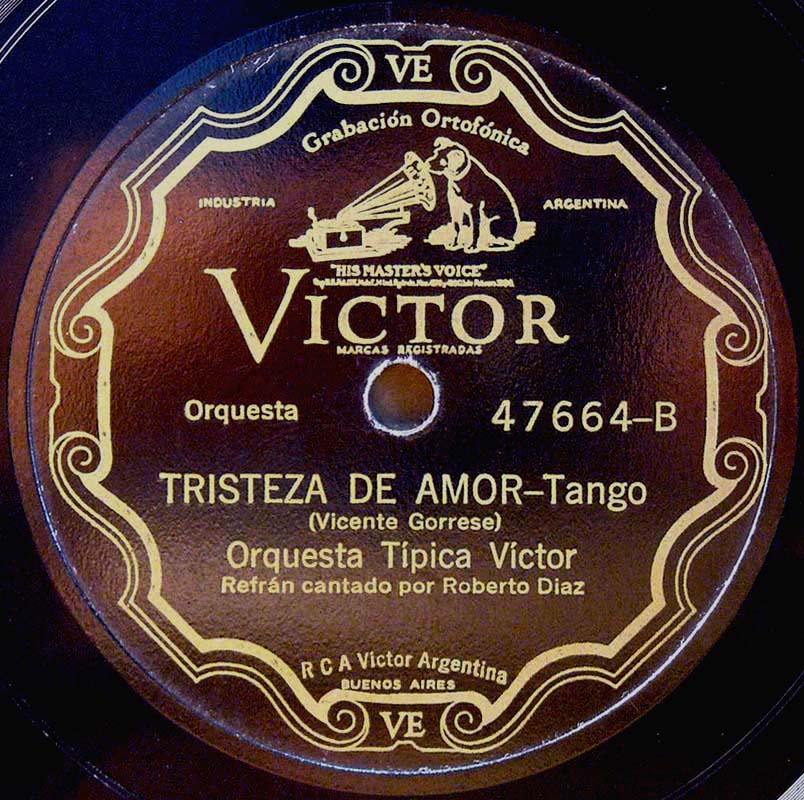 VE
Grabación Ortofónica
INDUSTRIA ARGENTINA
"HIS MASTER'S VOICE"
VICTOR
MARCAS REGISTRADAS
Orquesta 47664-B
TRISTEZA DE AMOR-Tango
(Vicente Gorrese)
Orquesta Típica Víctor
Refrán cantado por Roberto Diaz
R C A Victor Argentina
BUENOS AIRES
VE